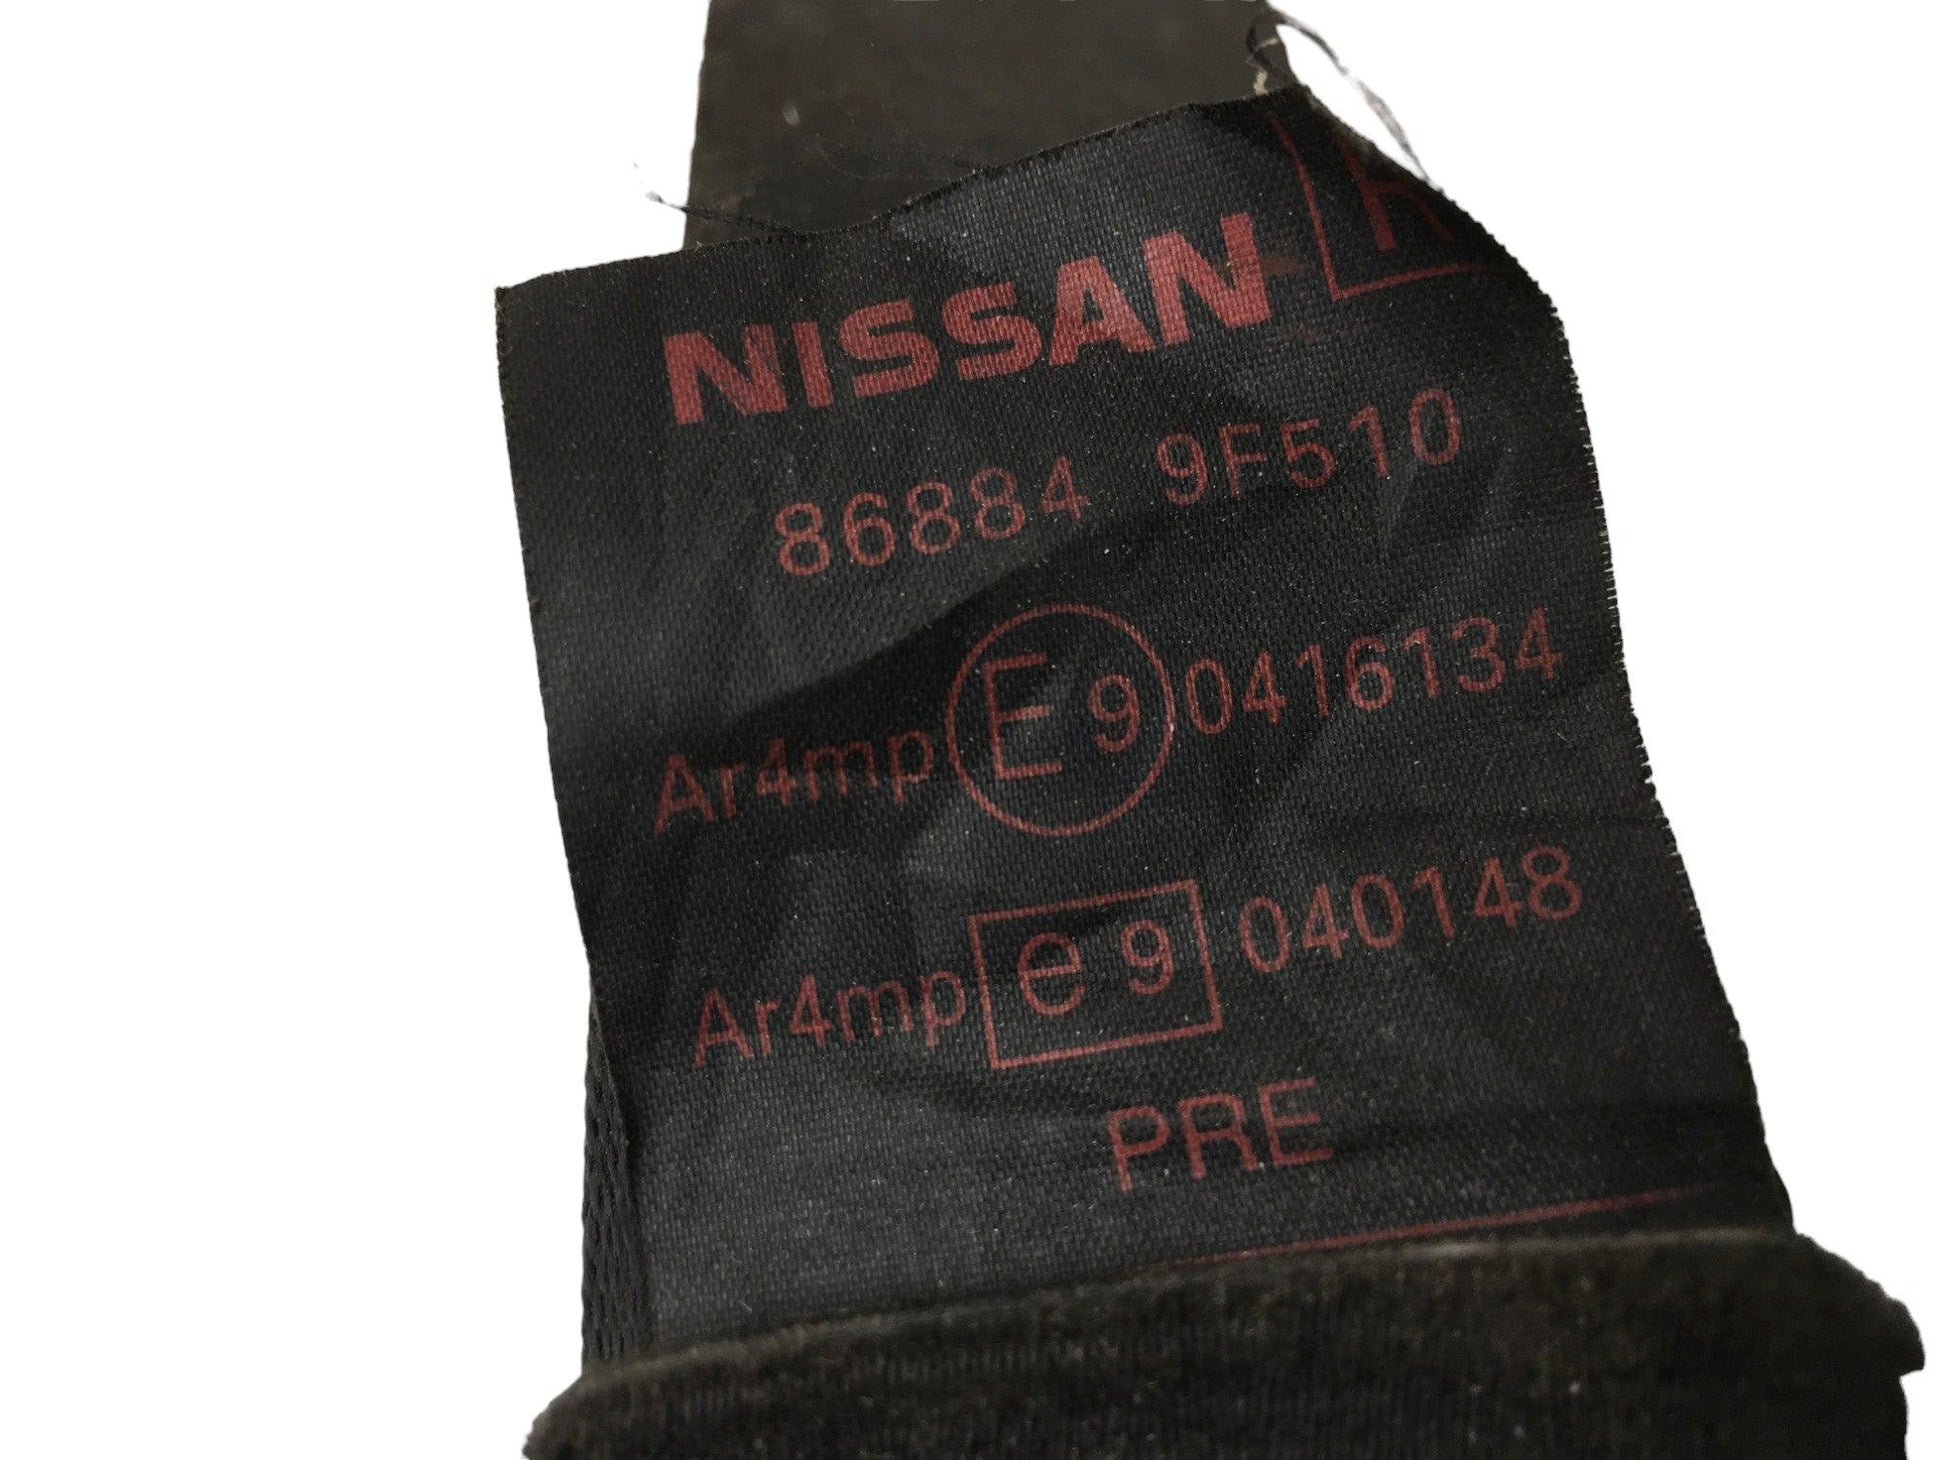 R
NISSAN
86884 9F510
Ar4mp E 9 0416134
Ar4mp e 9 040148
PRE